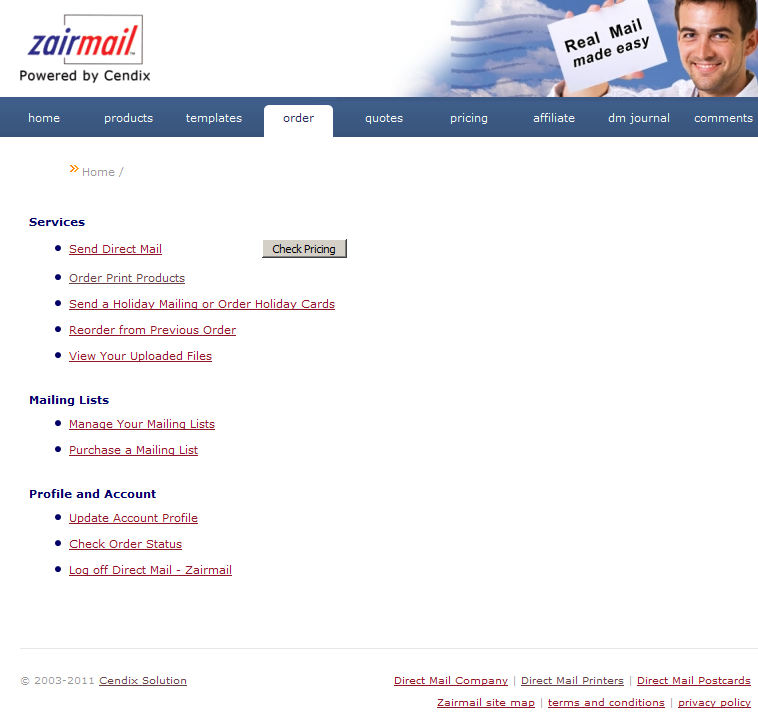 zairmail
Powered by Cendix
Real Mail
made easy
home products templates order quotes pricing affiliate dm journal comments
Home /
Services
Send Direct Mail Check Pricing
Order Print Products
Send a Holiday Mailing or Order Holiday Cards
Reorder from Previous Order
View Your Uploaded Files
Mailing Lists
Manage Your Mailing Lists
Purchase a Mailing List
Profile and Account
Update Account Profile
Check Order Status
Log off Direct Mail - Zairmail
© 2003-2011 Cendix Solution Direct Mail Company | Direct Mail Printers | Direct Mail Postcards
Zairmail site map | terms and conditions | privacy policy